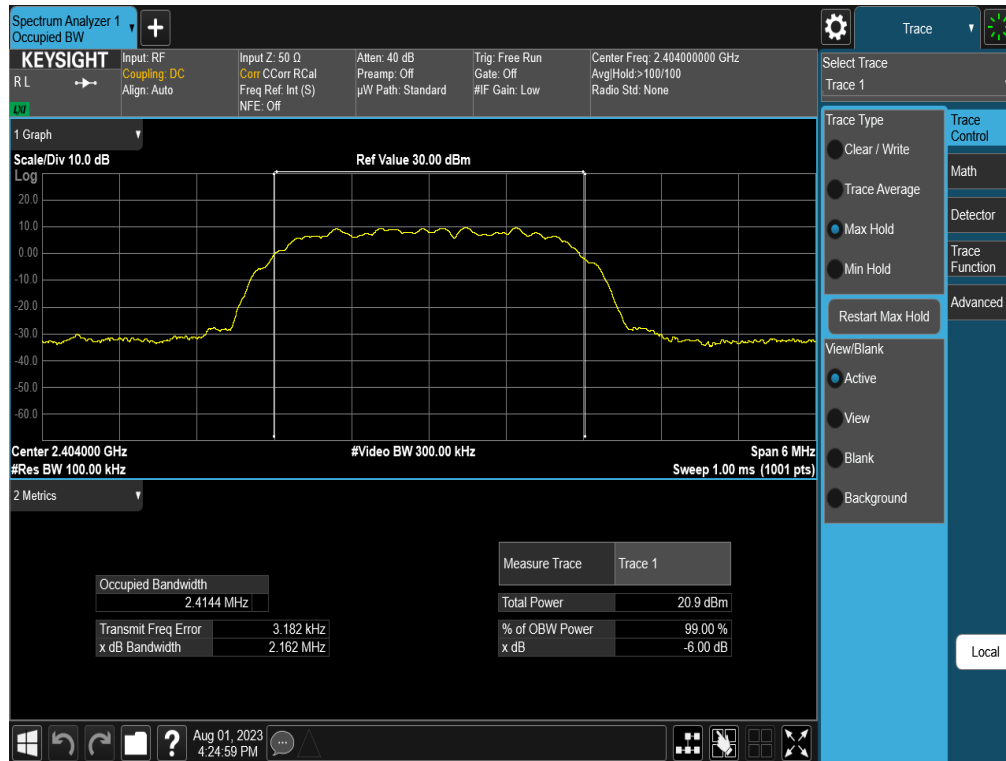 Spectrum Analyzer 1
Occupied BW
+
Trace
KEYSIGHT
R L
LXI
Input: RF
Coupling: DC
Align: Auto
Input Z: 50 Ω
Corr CCorr RCal
Freq Ref: Int (S)
NFE: Off
Atten: 40 dB
Preamp: Off
µW Path: Standard
Trig: Free Run
Gate: Off
#IF Gain: Low
Center Freq: 2.404000000 GHz
Avg|Hold:>100/100
Radio Std: None
Select Trace
Trace 1
1 Graph
Scale/Div 10.0 dB
Ref Value 30.00 dBm
Log
20.0
10.0
0.00
-10.0
-20.0
-30.0
-40.0
-50.0
-60.0
Center 2.404000 GHz
#Video BW 300.00 kHz
Span 6 MHz
#Res BW 100.00 kHz
Sweep 1.00 ms (1001 pts)
Trace Type
Clear / Write
Trace Average
Max Hold
Min Hold
Restart Max Hold
View/Blank
Active
View
Blank
Background
Trace
Control
Math
Detector
Trace
Function
Advanced
2 Metrics
Occupied Bandwidth
2.4144 MHz
Transmit Freq Error 3.182 kHz
x dB Bandwidth 2.162 MHz
Measure Trace Trace 1
Total Power 20.9 dBm
% of OBW Power 99.00 %
x dB -6.00 dB
Local
?
Aug 01, 2023
4:24:59 PM